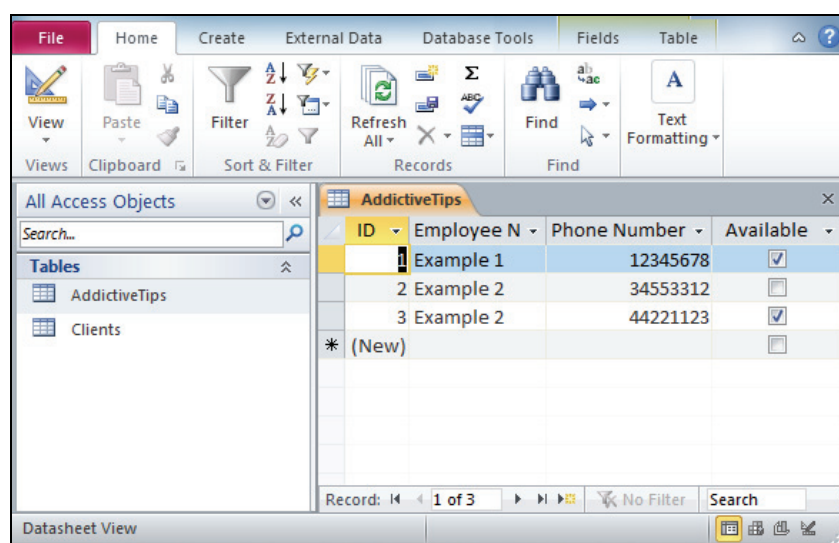 File Home Create External Data Database Tools Fields Table
View Paste Filter Refresh All Find Text Formatting
Views Clipboard Sort & Filter Records Find
All Access Objects
Search...
Tables
AddictiveTips
Clients
AddictiveTips
ID Employee N Phone Number Available
1 Example 1 12345678
2 Example 2 34553312
3 Example 2 44221123
(New)
Record: 1 of 3 No Filter Search
Datasheet View